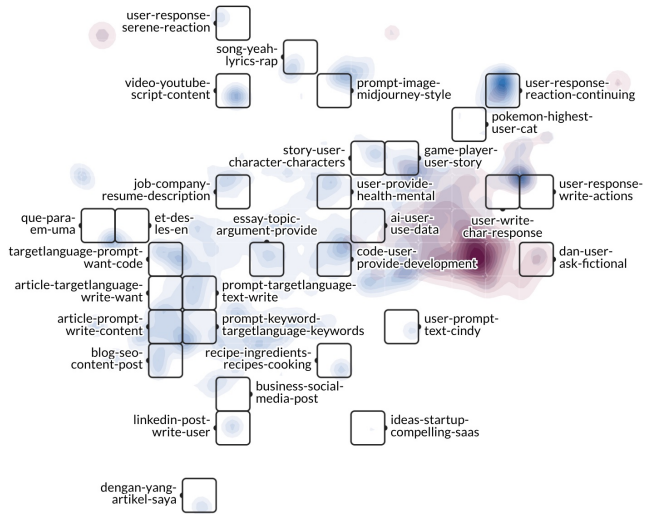 user-response-
serene-reaction
song-yeah-
lyrics-rap
video-youtube-
script-content
prompt-image-
midjourney-style
user-response-
reaction-continuing
pokemon-highest-
user-cat
story-user-
character-characters
game-player-
user-story
job-company-
resume-description
user-provide-
health-mental
user-response-
write-actions
que-para-
em-uma
et-des-
les-en
essay-topic-
argument-provide
ai-user-
use-data
user-write-
char-response
targetlanguage-prompt-
want-code
code-user-
provide-development
dan-user-
ask-fictional
article-targetlanguage-
write-want
prompt-targetlanguage-
text-write
article-prompt-
write-content
prompt-keyword-
targetlanguage-keywords
user-prompt-
text-cindy
blog-seo-
content-post
recipe-ingredients-
recipes-cooking
business-social-
media-post
linkedin-post-
write-user
ideas-startup-
compelling-saas
dengan-yang-
artikel-saya